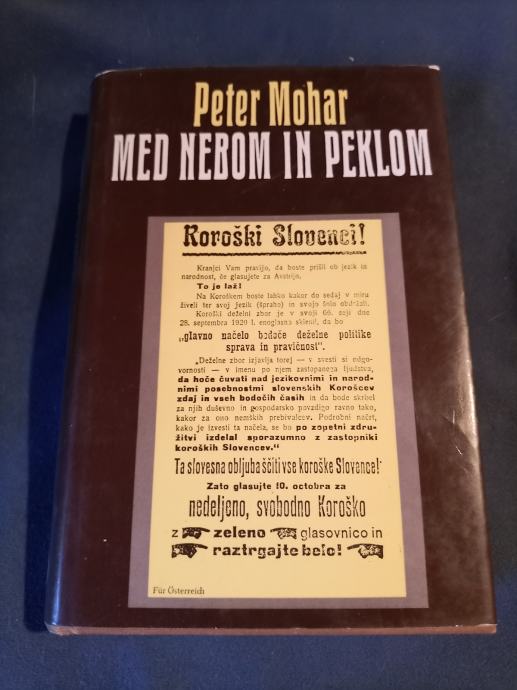 Peter Mohar
MED NEBOM IN PEKLOM
Koroški Slovenci!
Kranjci Vam pravijo, da boste prišli ob jezik in
narodnost, če glasujete za Avstrijo.
To je laž!
Na Koroškem boste lahko kakor do sedaj v miru
živeli ter svoj jezik (špraho) in svojo šolo obdržali.
Koroški deželni zbor je v svoji 66. seji dne
28. septembra 1920 l. enoglasno sklenil, da bo
„glavno načelo bodoče deželne politike
sprava in pravičnost".
„Deželne zbor izjavlja torej — v svesti si odgo-
vornosti — v imenu po njem zastopanega ljudstva,
da hoče čuvati nad jezikovnimi in narod-
nimi posebnostmi slovenskih Korošcev
zdaj in vseh bodočih časih in da bode skrbel
za njih duševno in gospodarsko povzdigo ravno tako,
kakor za ono nemških prebivalcev. Podrobni načrt,
kako je izvesti ta načela, se bo po zopetni zdru-
žitvi izdelal sporazumno z zastopniki
koroških Slovencev."
Ta slovesna obljuba ščiti vse koroške Slovence!
Zato glasujte 10. octobra za
nedeljeno, svobodno Koroško
z zeleno glasovnico in
raztrgajte belo!
Für Österreich